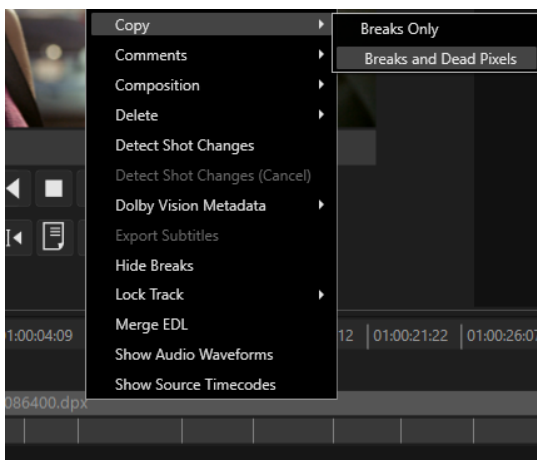 Copy
Breaks Only
Comments
Breaks and Dead Pixels
Composition
Delete
Detect Shot Changes
Detect Shot Changes (Cancel)
Dolby Vision Metadata
Export Subtitles
Hide Breaks
Lock Track
Merge EDL
01:00:04:09
12
01:00:21:22
01:00:26:07
Show Audio Waveforms
Show Source Timecodes
086400.dpx